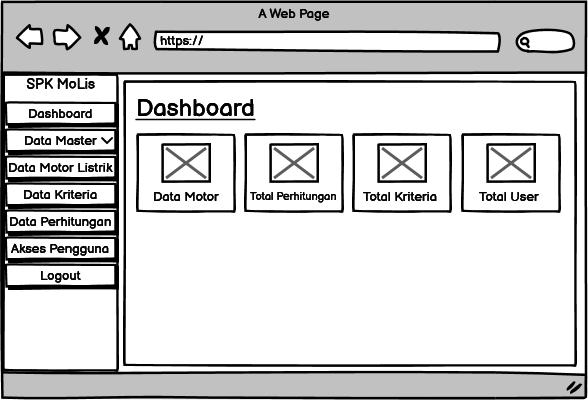 A Web Page
https://
SPK MoLis
Dashboard
Data Master
Data Motor Listrik
Data Kriteria
Data Perhitungan
Akses Pengguna
Logout
Dashboard
Data Motor
Total Perhitungan
Total Kriteria
Total User